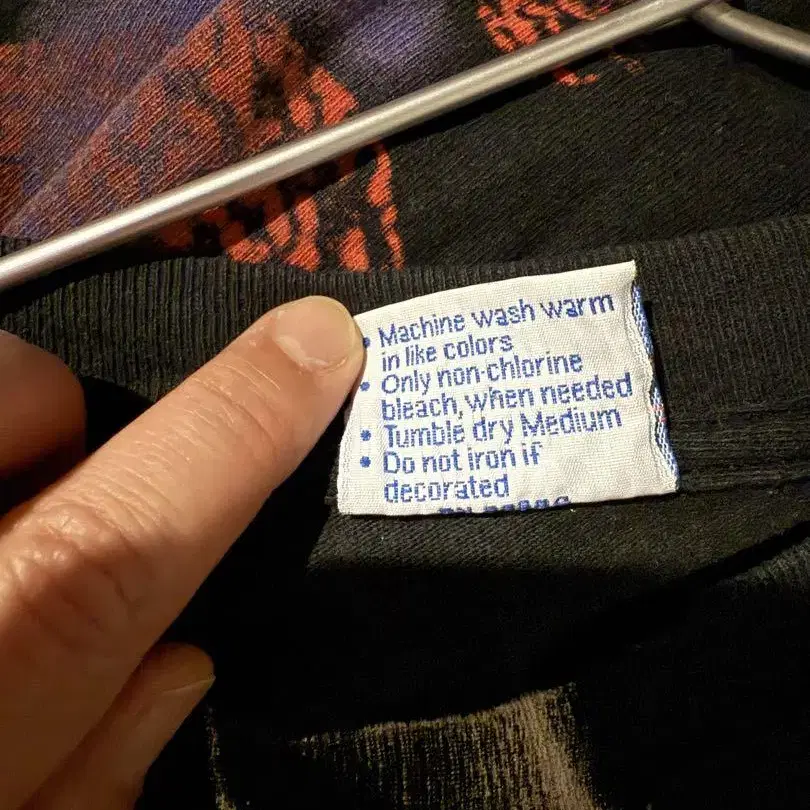 • Machine wash warm
in like colors
• Only non-chlorine
bleach, when needed
• Tumble dry Medium
• Do not iron if
decorated